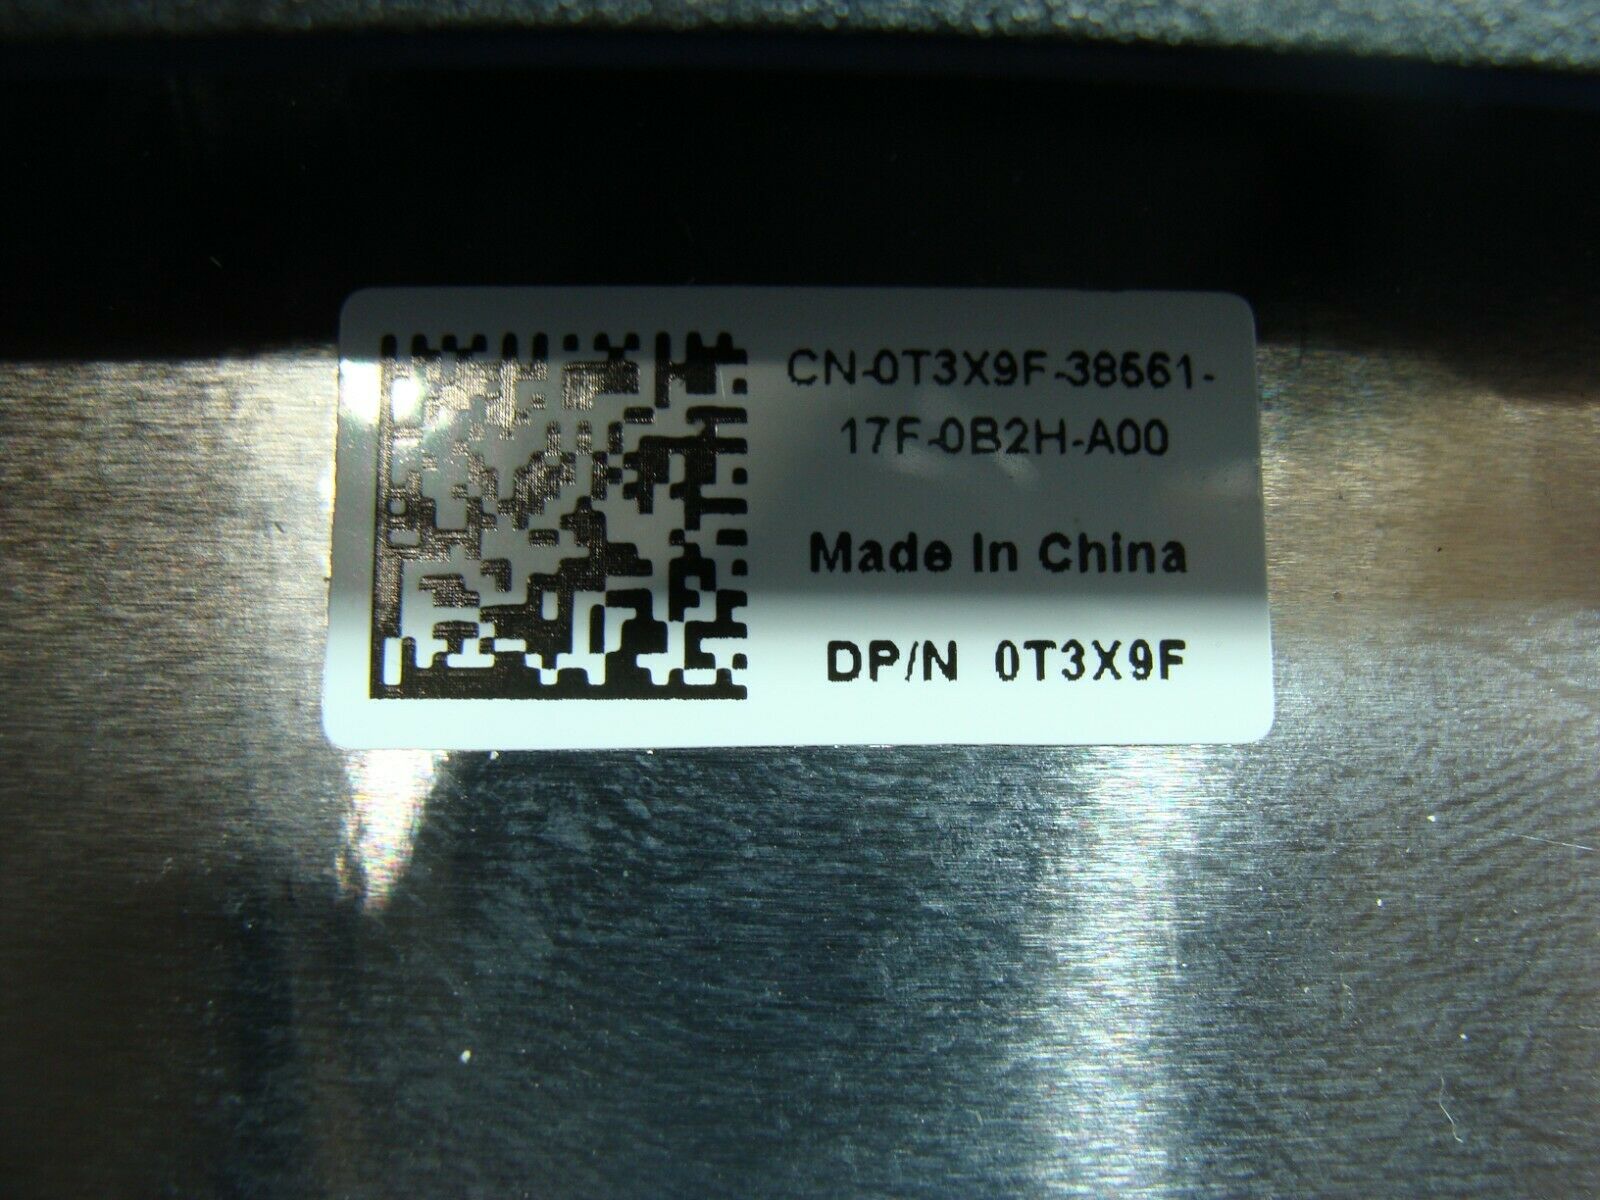 CN-0T3X9F-38561-
17F-0B2H-A00
Made In China
DP/N 0T3X9F